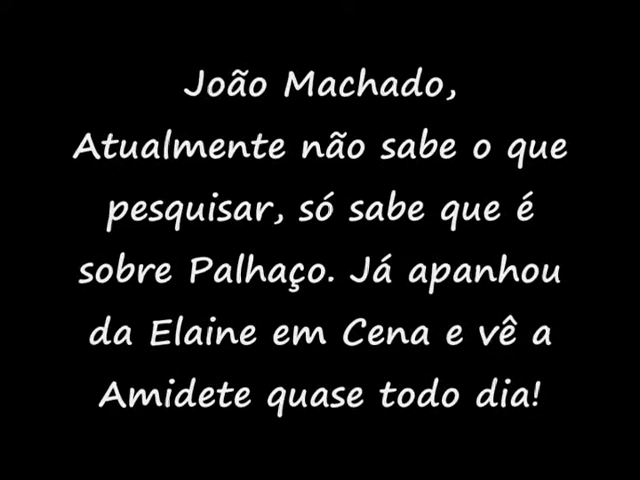 João Machado,
Atualmente não sabe o que
pesquisar, só sabe que é
sobre Palhaço. Já apanhou
da Elaine em Cena e vê a
Amidete quase todo dia!